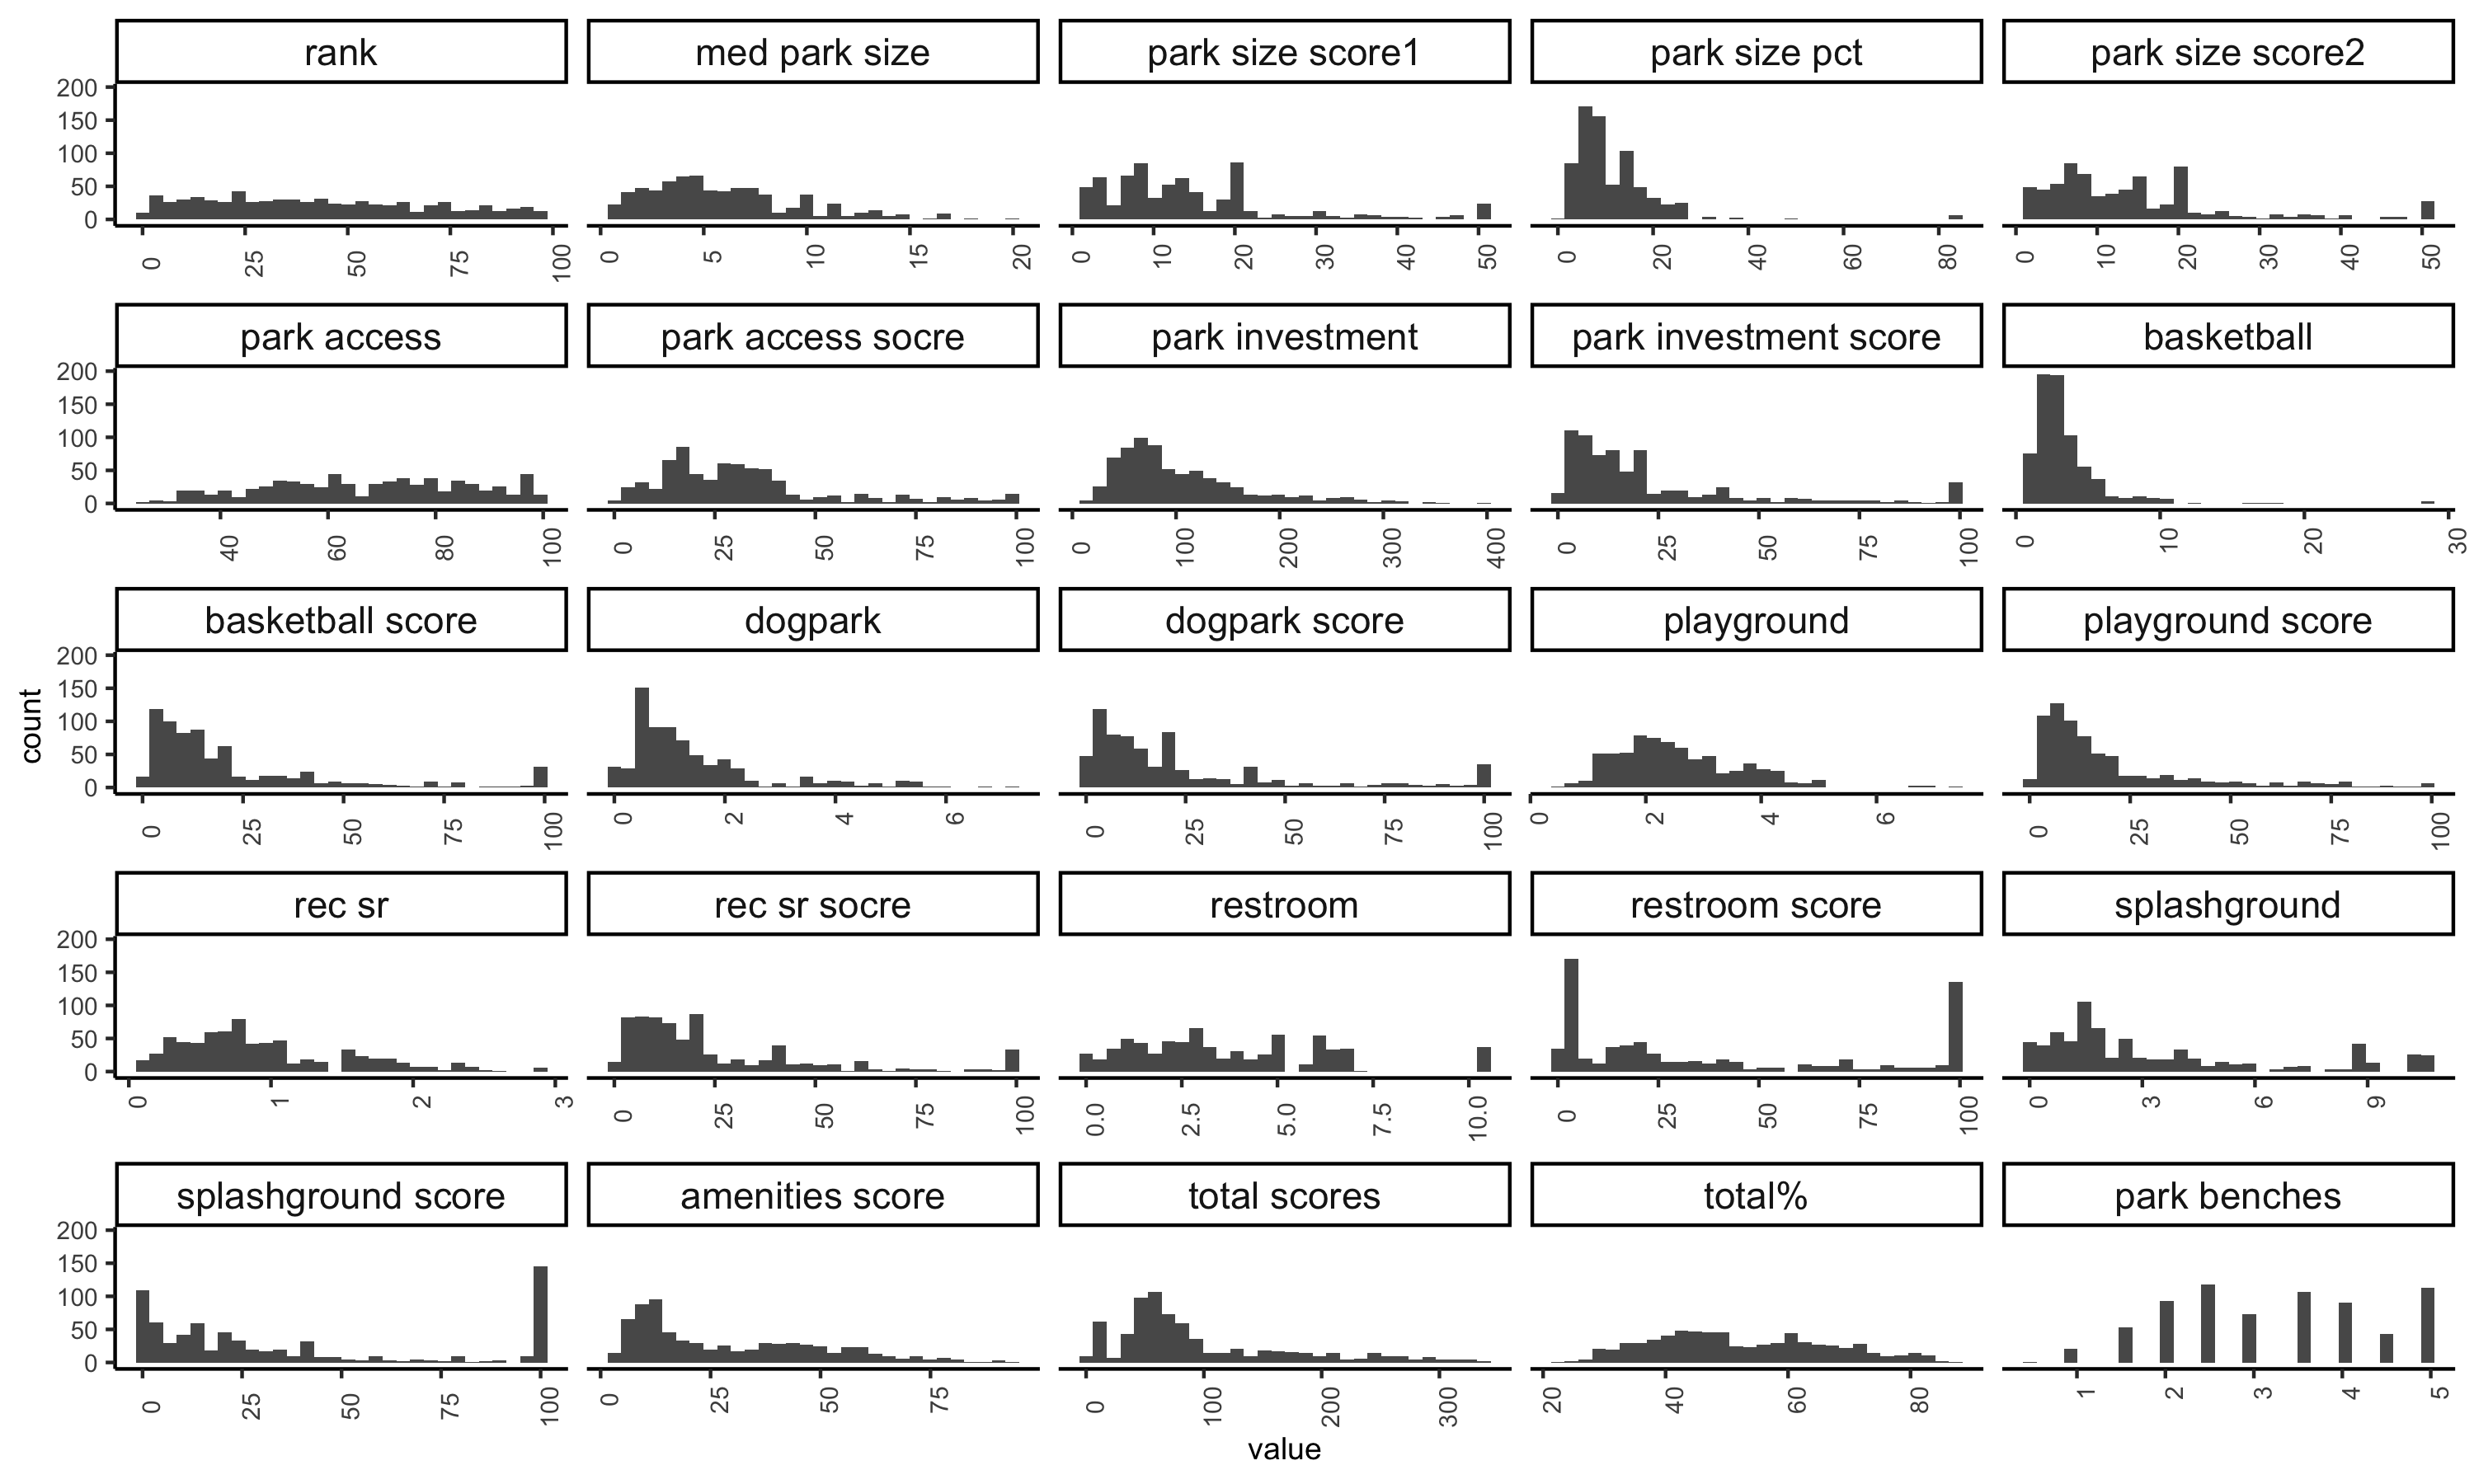 rank med park size park size score1 park size pct park size score2
200
150
100
50
0
0 25 50 75 100 0 5 10 15 20 0 10 20 30 40 50 0 20 40 60 80 0 10 20 30 40 50
park access park access socre park investment park investment score basketball
200
150
100
50
0
40 60 80 100 0 25 50 75 100 0 100 200 300 400 0 25 50 75 100 0 10 20 30
basketball score dogpark dogpark score playground playground score
200
150
100
50
0
count
0 25 50 75 100 0 2 4 6 0 25 50 75 100 0 2 4 6 0 25 50 75 100
rec sr rec sr socre restroom restroom score splashground
200
150
100
50
0
0 1 2 3 0 25 50 75 100 0.0 2.5 5.0 7.5 10.0 0 25 50 75 100 0 3 6 9
splashground score amenities score total scores total% park benches
200
150
100
50
0
0 25 50 75 100 0 25 50 75 0 100 200 300 20 40 60 80 1 2 3 4 5
value